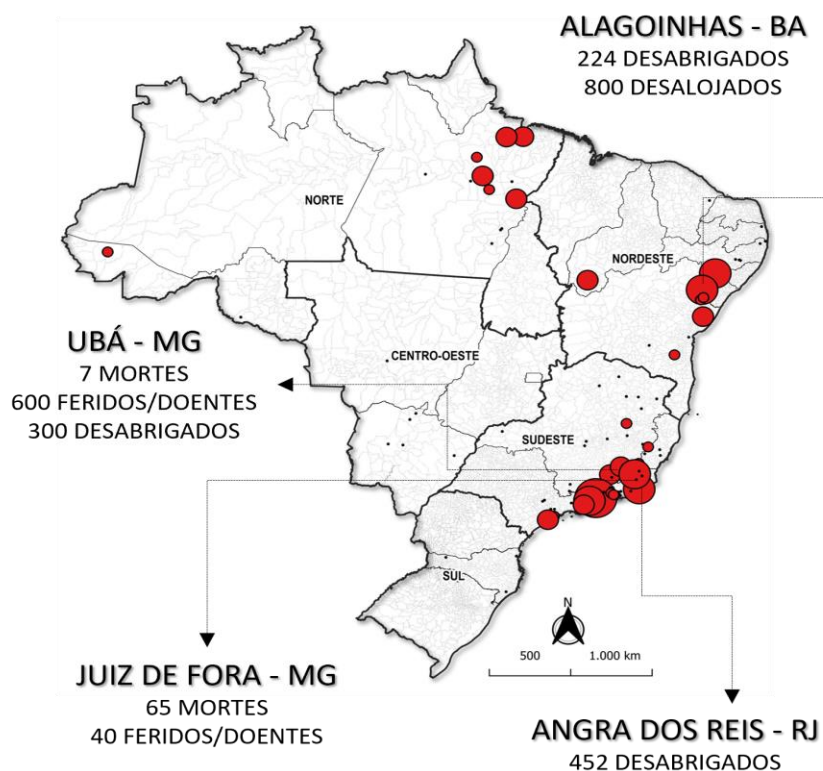 ALAGOINHAS - BA
224 DESABRIGADOS
800 DESALOJADOS
NORTE
NORDESTE
UBÁ - MG
7 MORTES
600 FERIDOS/DOENTES
300 DESABRIGADOS
CENTRO-OESTE
SUDESTE
SUL
N
500
1.000 km
JUIZ DE FORA - MG
65 MORTES
40 FERIDOS/DOENTES
ANGRA DOS REIS - RJ
452 DESABRIGADOS